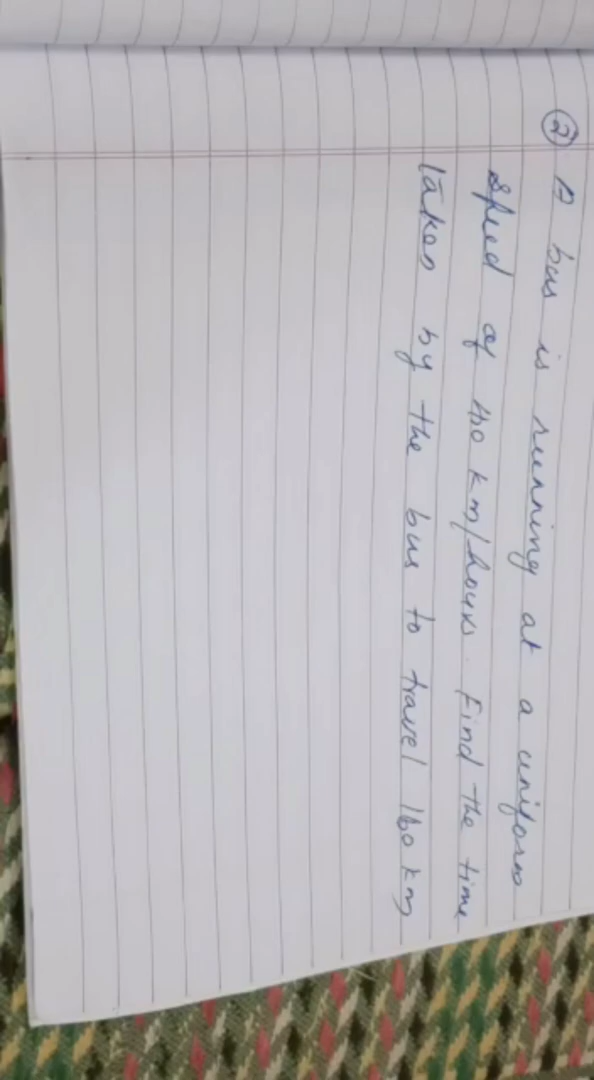 ② A bus is running at a uniform
speed of 40 km/hours. Find the time
taken by the bus to travel 160 km